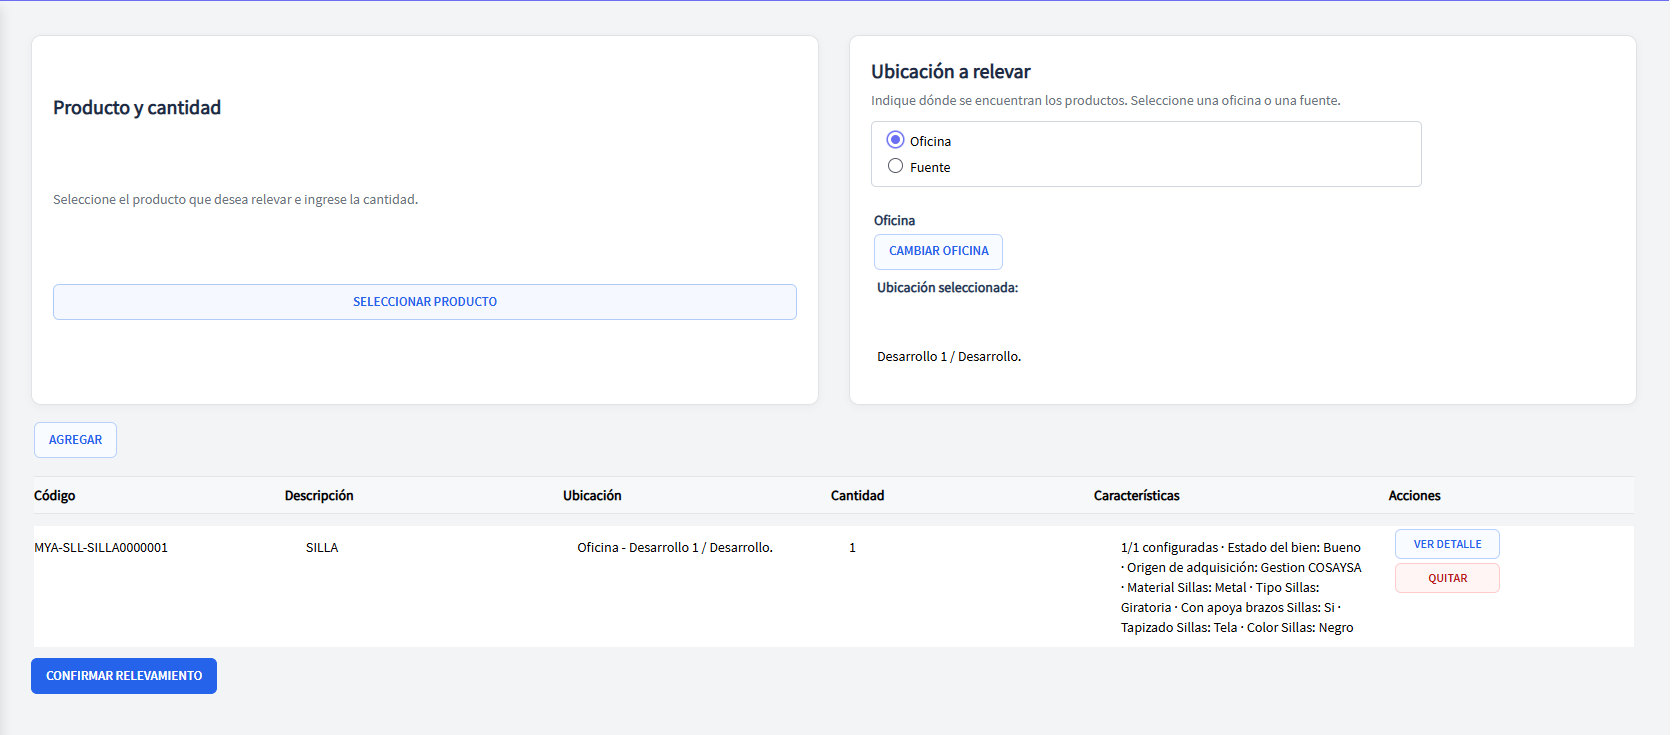 Producto y cantidad
Seleccione el producto que desea relevar e ingrese la cantidad.
SELECCIONAR PRODUCTO
Ubicación a relevar
Indique dónde se encuentran los productos. Seleccione una oficina o una fuente.
Oficina
Fuente
Oficina
CAMBIAR OFICINA
Ubicación seleccionada:
Desarrollo 1 / Desarrollo.
AGREGAR
Código Descripción Ubicación Cantidad Características Acciones
MYA-SLL-SILLA0000001 SILLA Oficina - Desarrollo 1 / Desarrollo. 1 1/1 configuradas · Estado del bien: Bueno
· Origen de adquisición: Gestion COSAYSA
· Material Sillas: Metal · Tipo Sillas:
Giratoria · Con apoya brazos Sillas: Si ·
Tapizado Sillas: Tela · Color Sillas: Negro
VER DETALLE
QUITAR
CONFIRMAR RELEVAMIENTO